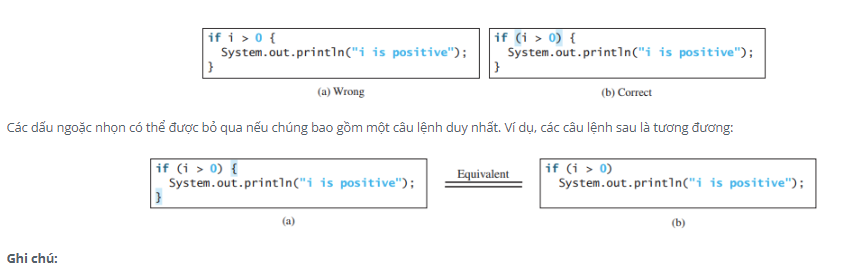 if i > 0 {
System.out.println("i is positive");
}
(a) Wrong
if (i > 0) {
System.out.println("i is positive");
}
(b) Correct
Các dấu ngoặc nhọn có thể được bỏ qua nếu chúng bao gồm một câu lệnh duy nhất. Ví dụ, các câu lệnh sau là tương đương:
if (i > 0) {
System.out.println("i is positive");
}
(a)
Equivalent
if (i > 0)
System.out.println("i is positive");
(b)
Ghi chú: